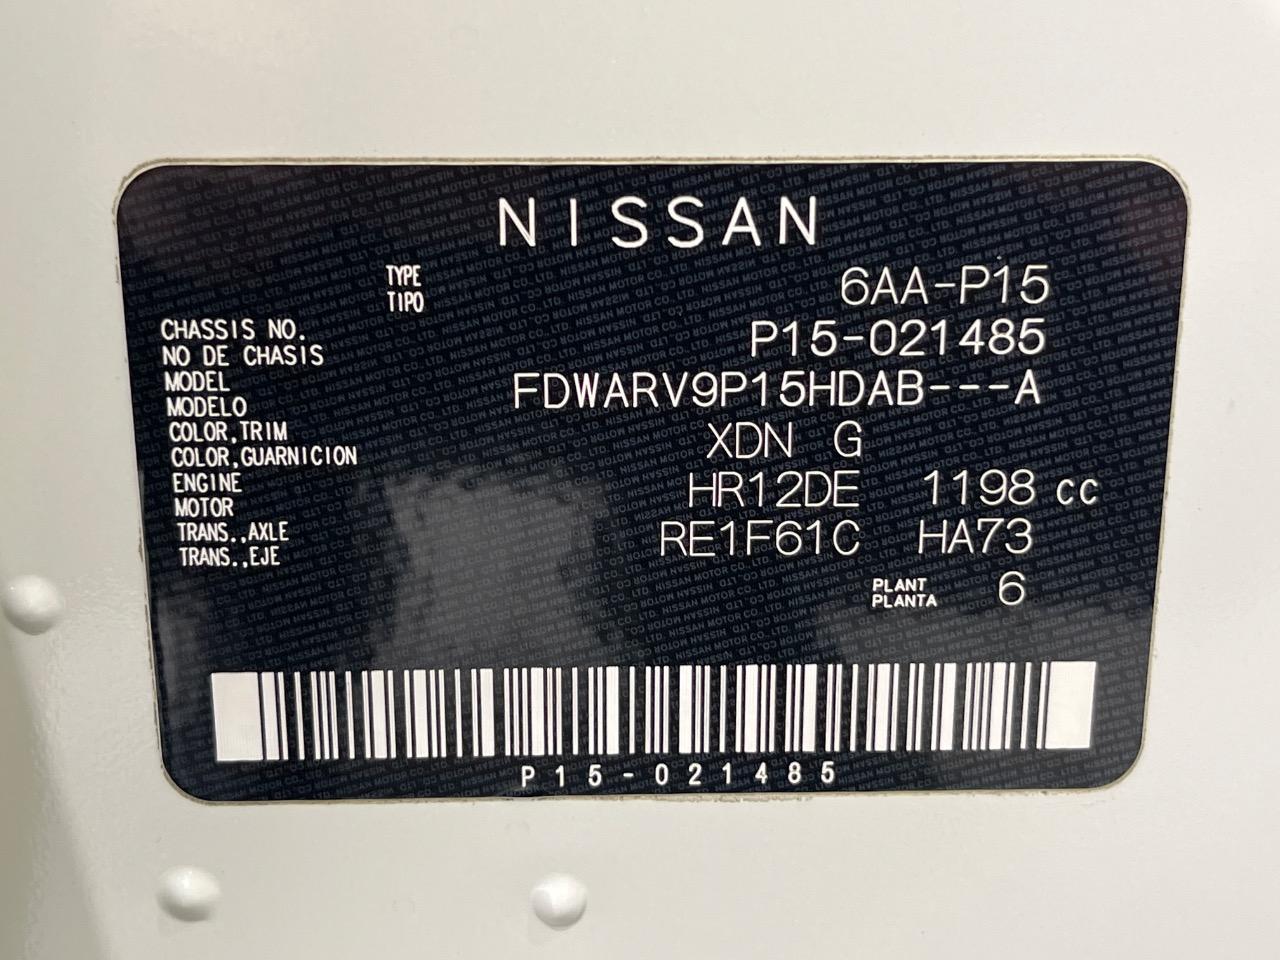 NISSAN
TYPE
TIPO 6AA-P15
CHASSIS NO.
NO DE CHASIS P15-021485
MODEL
MODELO FDWARV9P15HDAB---A
COLOR,TRIM
COLOR,GUARNICION XDN G
ENGINE
MOTOR HR12DE 1198 cc
TRANS.,AXLE
TRANS.,EJE RE1F61C HA73
PLANT
PLANTA 6
P15-021485